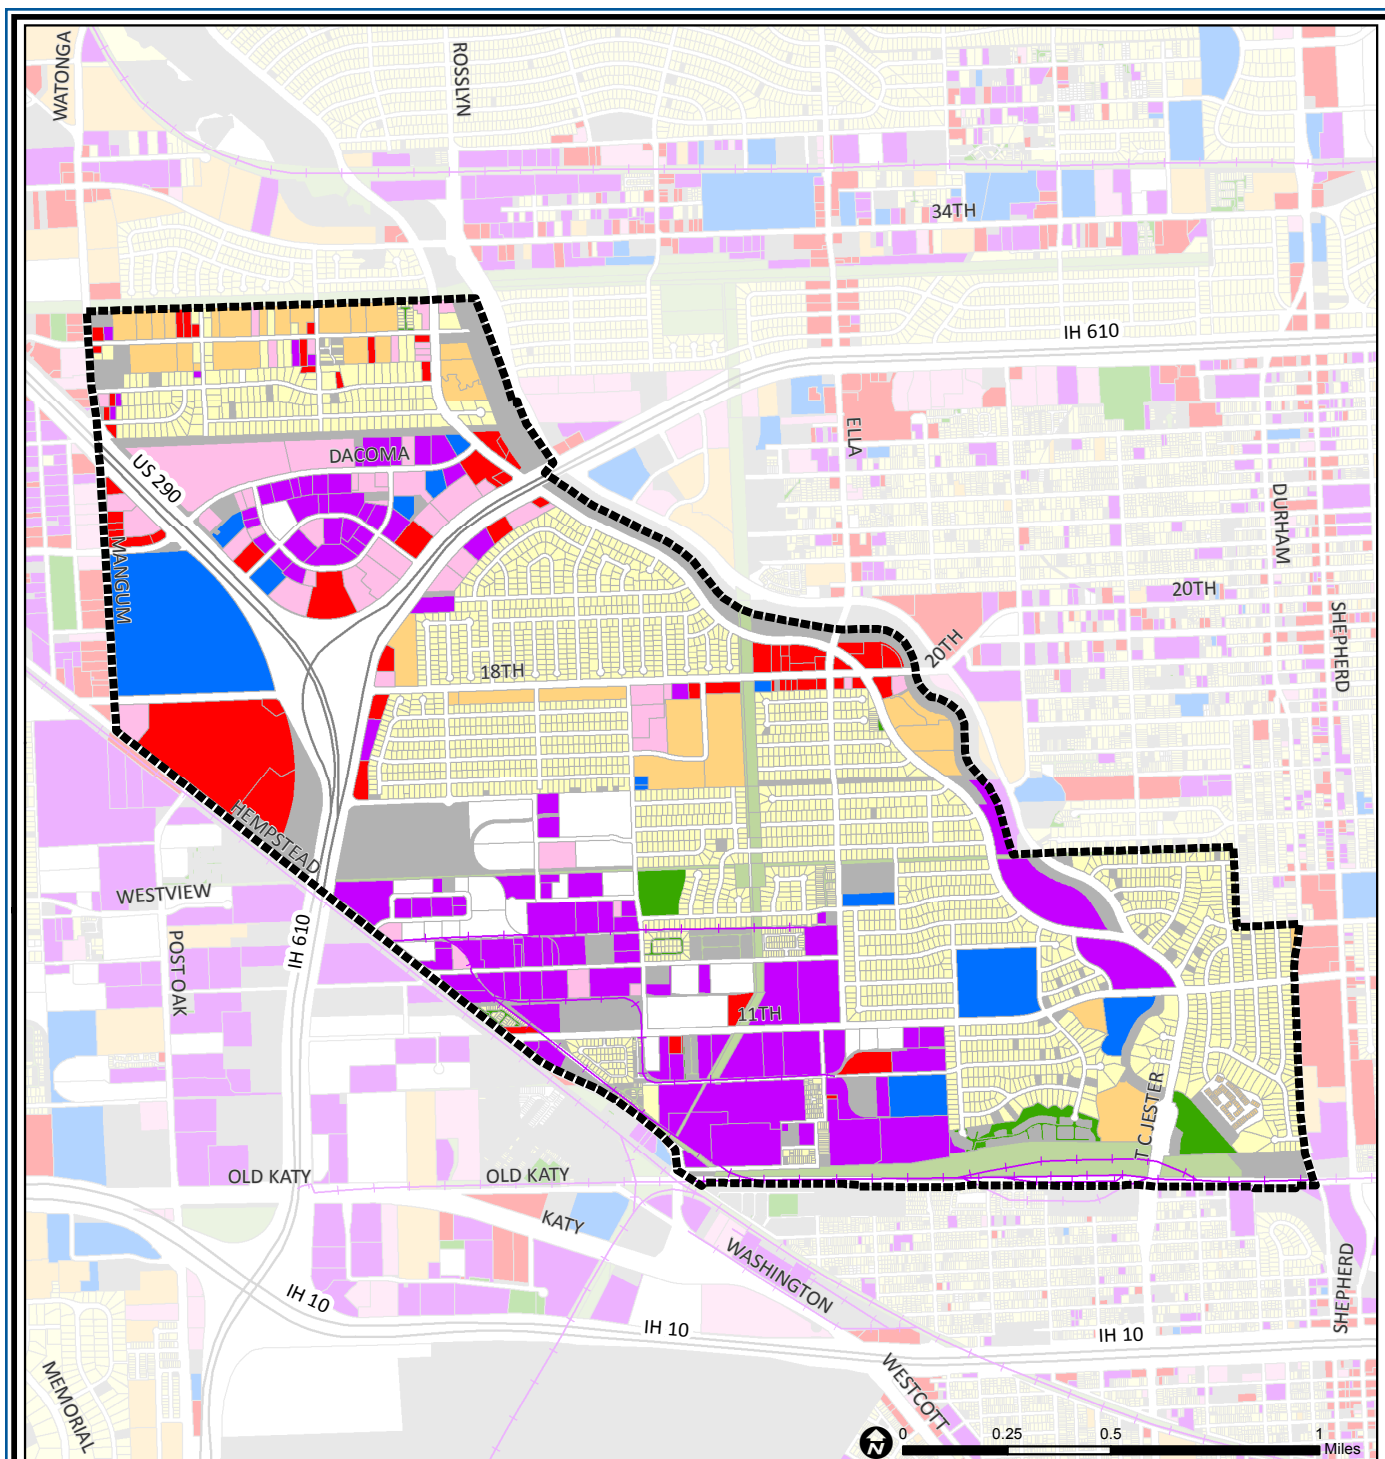 WATONGA
ROSSLYN
34TH
IH 610
ELLA
DACOMA
US 290
DURHAM
MANGUM
20TH
SHEPHERD
20TH
18TH
HEMPSTEAD
WESTVIEW
POST OAK
IH 610
11TH
T C JESTER
OLD KATY
OLD KATY
KATY
WASHINGTON
SHEPHERD
IH 10
IH 10
IH 10
MEMORIAL
WESTCOTT
N
0 0.25 0.5 1
Miles